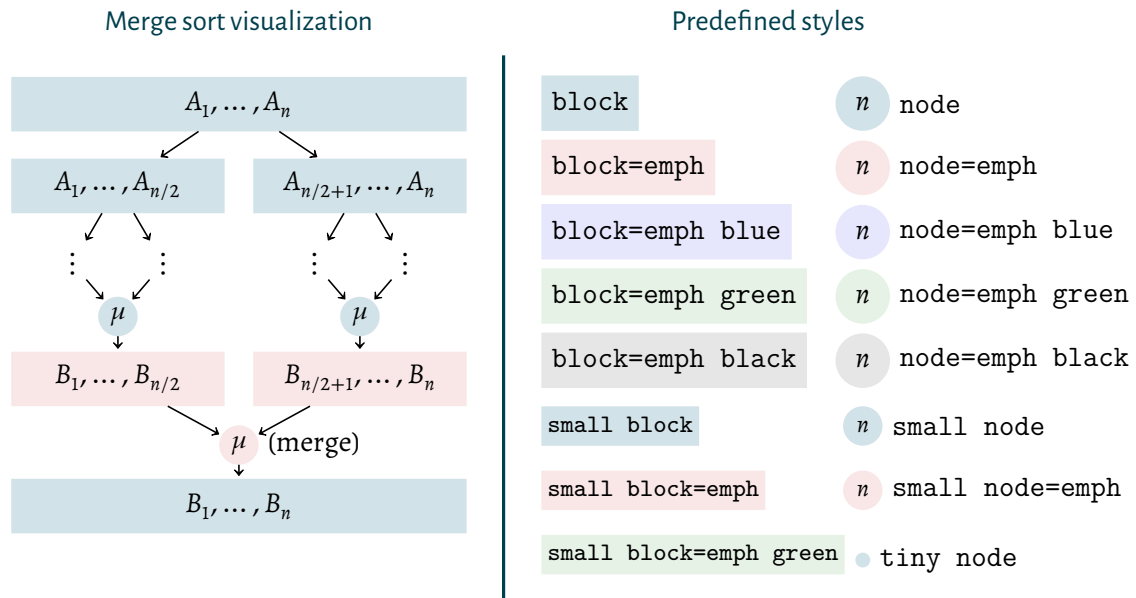 Merge sort visualization
A₁, … , Aₙ
A₁, … , Aₙ/₂
Aₙ/₂₊₁, … , Aₙ
⋮ ⋮ ⋮ ⋮
μ μ
B₁, … , Bₙ/₂
Bₙ/₂₊₁, … , Bₙ
μ (merge)
B₁, … , Bₙ
Predefined styles
block
n node
block=emph
n node=emph
block=emph blue
n node=emph blue
block=emph green
n node=emph green
block=emph black
n node=emph black
small block
n small node
small block=emph
n small node=emph
small block=emph green
tiny node